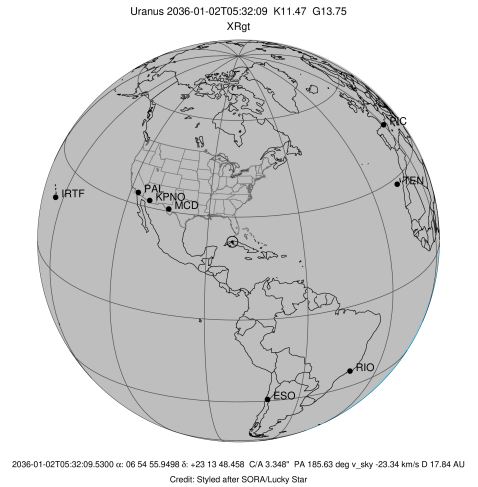 Uranus 2036-01-02T05:32:09 K11.47 G13.75
XRgt
PIC
TEN
IRTF
PAL
KPNO
MCD
RIO
ESO
2036-01-02T05:32:09.5300 α: 06 54 55.9498 δ: +23 13 48.458 C/A 3.348" PA 185.63 deg v_sky -23.34 km/s D 17.84 AU
Credit: Styled after SORA/Lucky Star